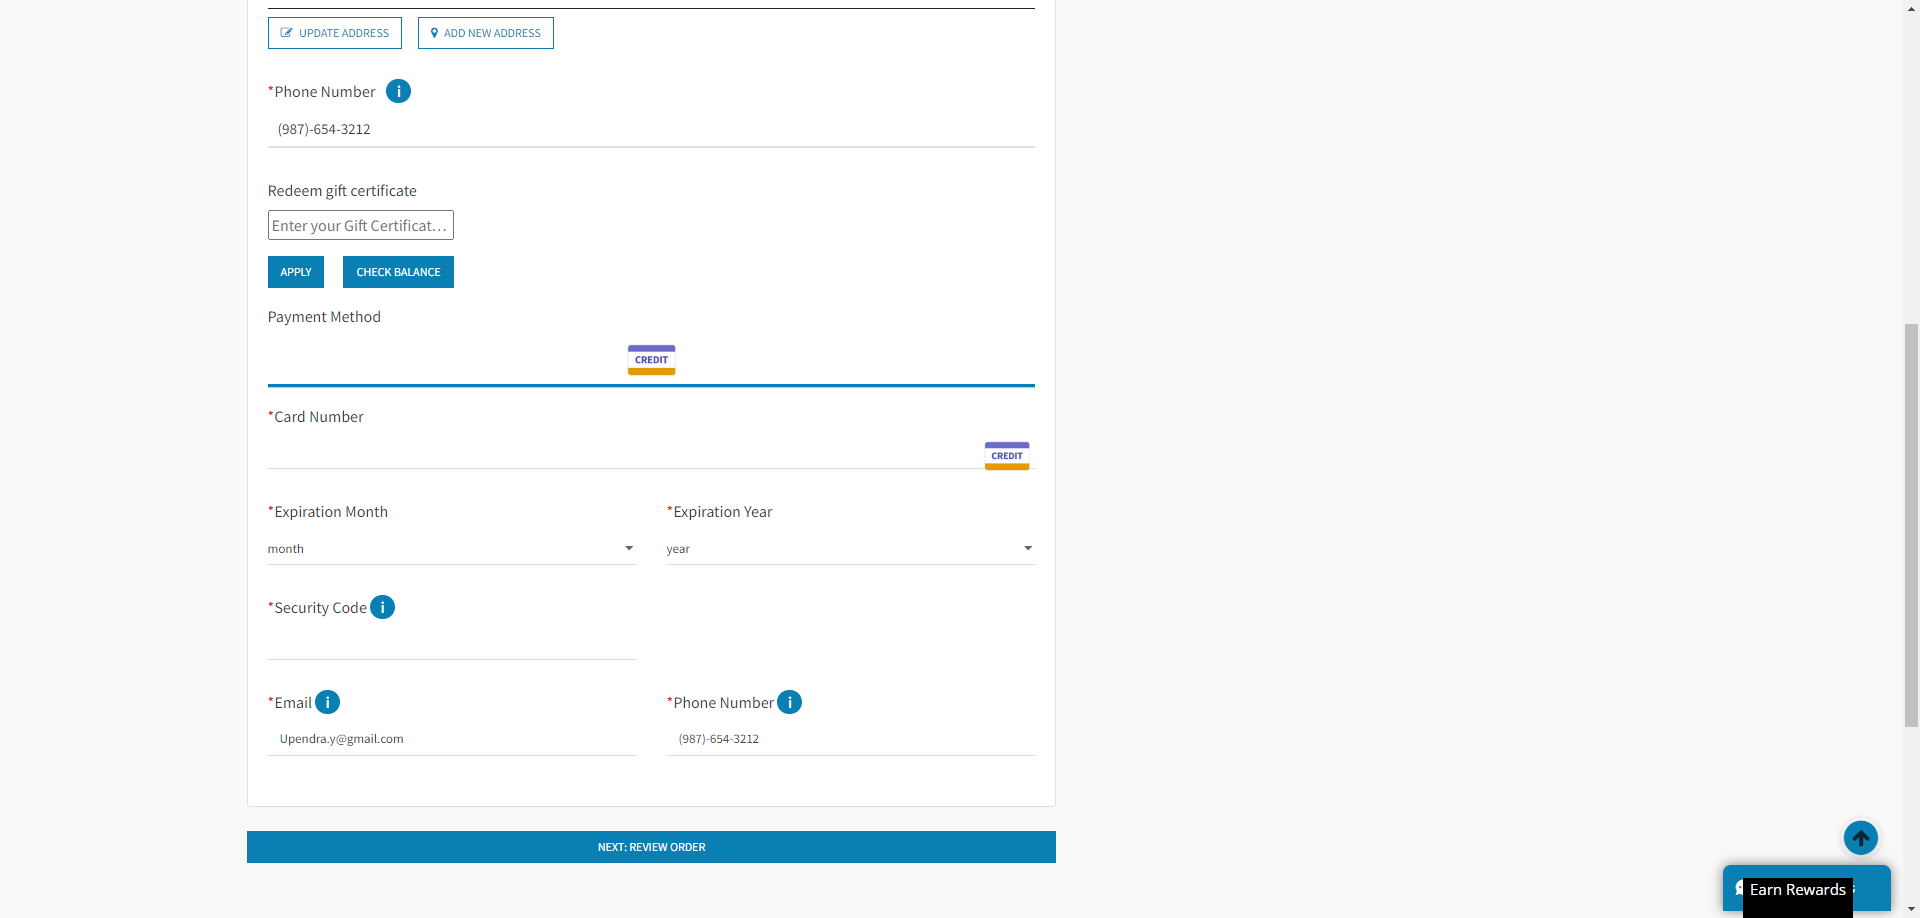 UPDATE ADDRESS
ADD NEW ADDRESS
*Phone Number i
(987)-654-3212
Redeem gift certificate
Enter your Gift Certificat...
APPLY
CHECK BALANCE
Payment Method
CREDIT
*Card Number
CREDIT
*Expiration Month
*Expiration Year
month
year
*Security Code i
*Email i
*Phone Number i
Upendra.y@gmail.com
(987)-654-3212
NEXT: REVIEW ORDER
Earn Rewards